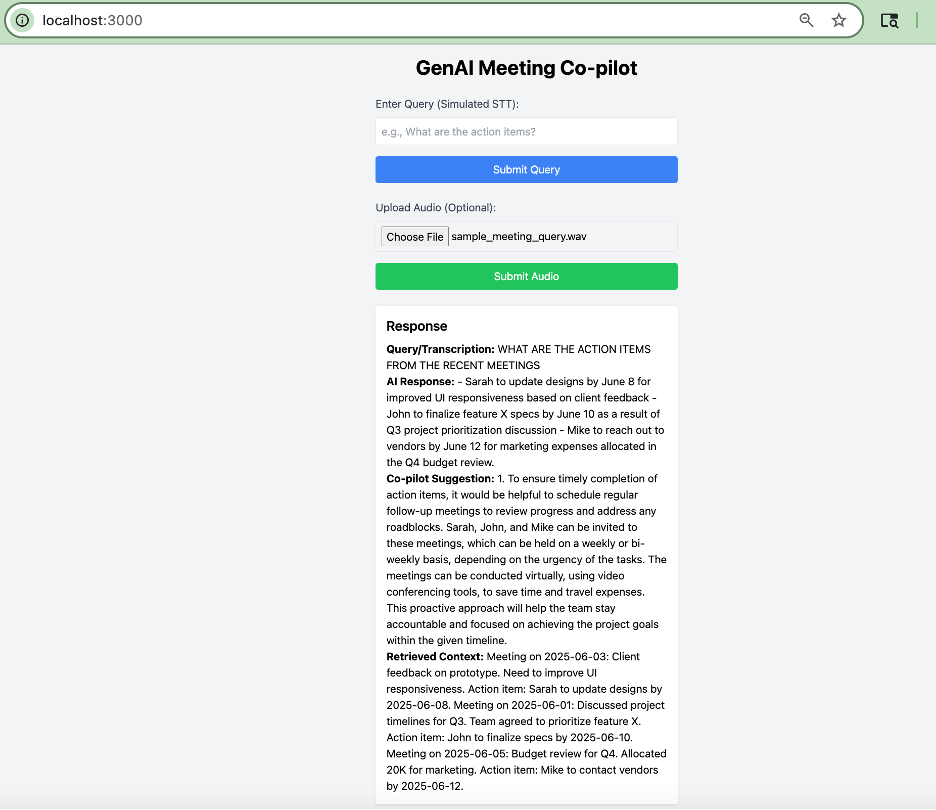 localhost:3000
GenAI Meeting Co-pilot
Enter Query (Simulated STT):
e.g., What are the action items?
Submit Query
Upload Audio (Optional):
Choose File sample_meeting_query.wav
Submit Audio
Response
Query/Transcription: WHAT ARE THE ACTION ITEMS
FROM THE RECENT MEETINGS
AI Response: - Sarah to update designs by June 8 for
improved UI responsiveness based on client feedback -
John to finalize feature X specs by June 10 as a result of
Q3 project prioritization discussion - Mike to reach out to
vendors by June 12 for marketing expenses allocated in
the Q4 budget review.
Co-pilot Suggestion: 1. To ensure timely completion of
action items, it would be helpful to schedule regular
follow-up meetings to review progress and address any
roadblocks. Sarah, John, and Mike can be invited to
these meetings, which can be held on a weekly or bi-
weekly basis, depending on the urgency of the tasks. The
meetings can be conducted virtually, using video
conferencing tools, to save time and travel expenses.
This proactive approach will help the team stay
accountable and focused on achieving the project goals
within the given timeline.
Retrieved Context: Meeting on 2025-06-03: Client
feedback on prototype. Need to improve UI
responsiveness. Action item: Sarah to update designs by
2025-06-08. Meeting on 2025-06-01: Discussed project
timelines for Q3. Team agreed to prioritize feature X.
Action item: John to finalize specs by 2025-06-10.
Meeting on 2025-06-05: Budget review for Q4. Allocated
20K for marketing. Action item: Mike to contact vendors
by 2025-06-12.